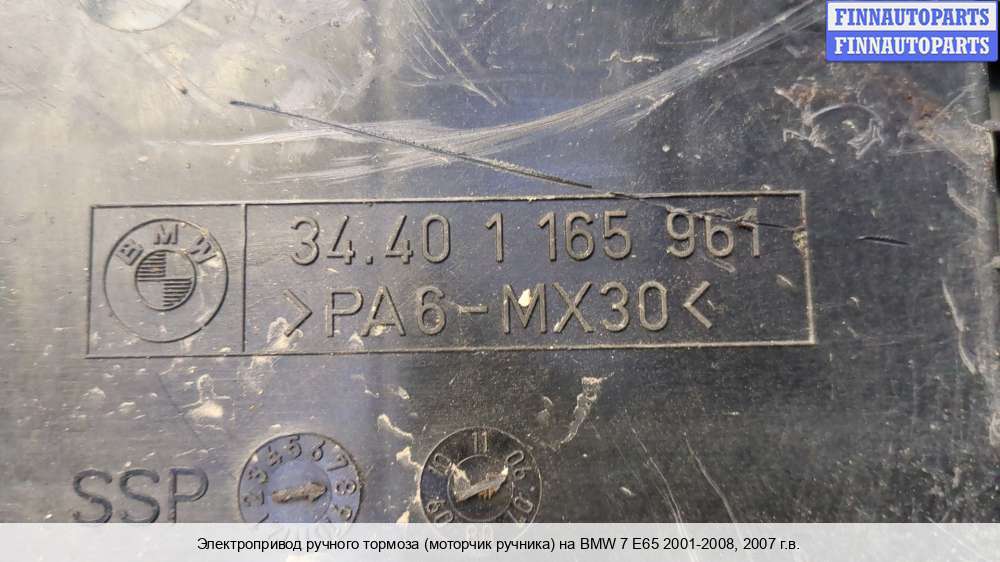 FINNAUTOPARTS
FINNAUTOPARTS
BMW
34.40 1 165 961
>PA6-MX30<
SSP
Электропривод ручного тормоза (моторчик ручника) на BMW 7 E65 2001-2008, 2007 г.в.